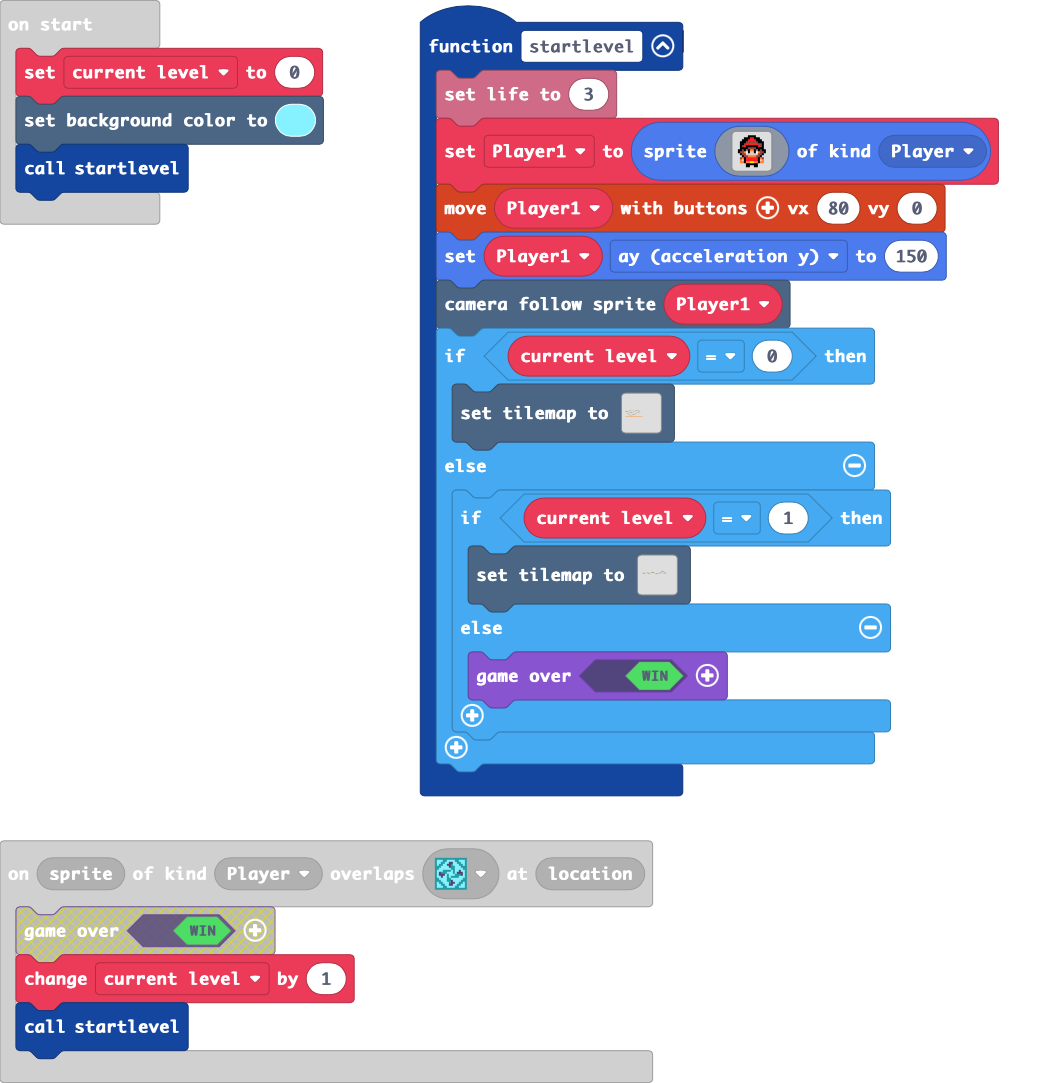 on start
set current level to 0
set background color to
call startlevel
function startlevel
set life to 3
set Player1 to sprite of kind Player
move Player1 with buttons vx 80 vy 0
set Player1 ay (acceleration y) to 150
camera follow sprite Player1
if current level = 0 then
set tilemap to
else
if current level = 1 then
set tilemap to
else
game over WIN
on sprite of kind Player overlaps at location
game over WIN
change current level by 1
call startlevel